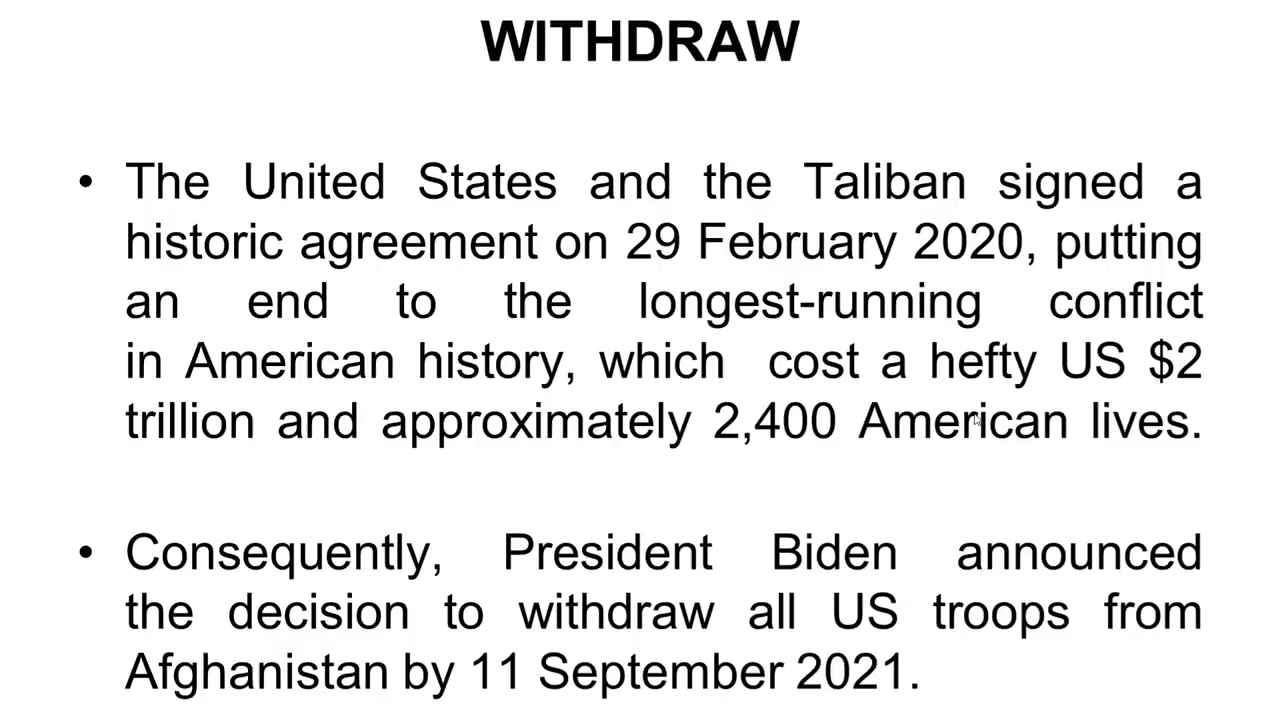 WITHDRAW
• The United States and the Taliban signed a
historic agreement on 29 February 2020, putting
an end to the longest-running conflict
in American history, which cost a hefty US $2
trillion and approximately 2,400 American lives.
• Consequently, President Biden announced
the decision to withdraw all US troops from
Afghanistan by 11 September 2021.